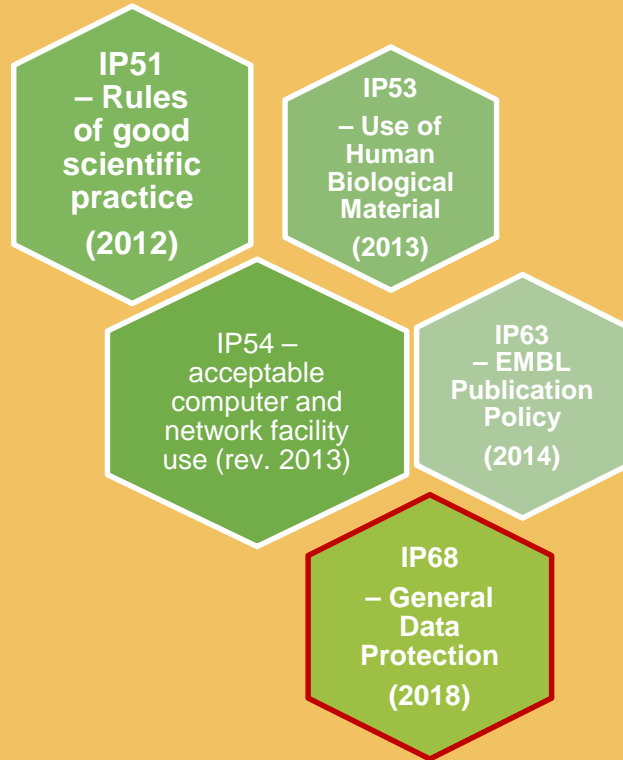 IP51
– Rules
of good
scientific
practice
(2012)
IP53
– Use of
Human
Biological
Material
(2013)
IP54 –
acceptable
computer and
network facility
use (rev. 2013)
IP63
– EMBL
Publication
Policy
(2014)
IP68
– General
Data
Protection
(2018)